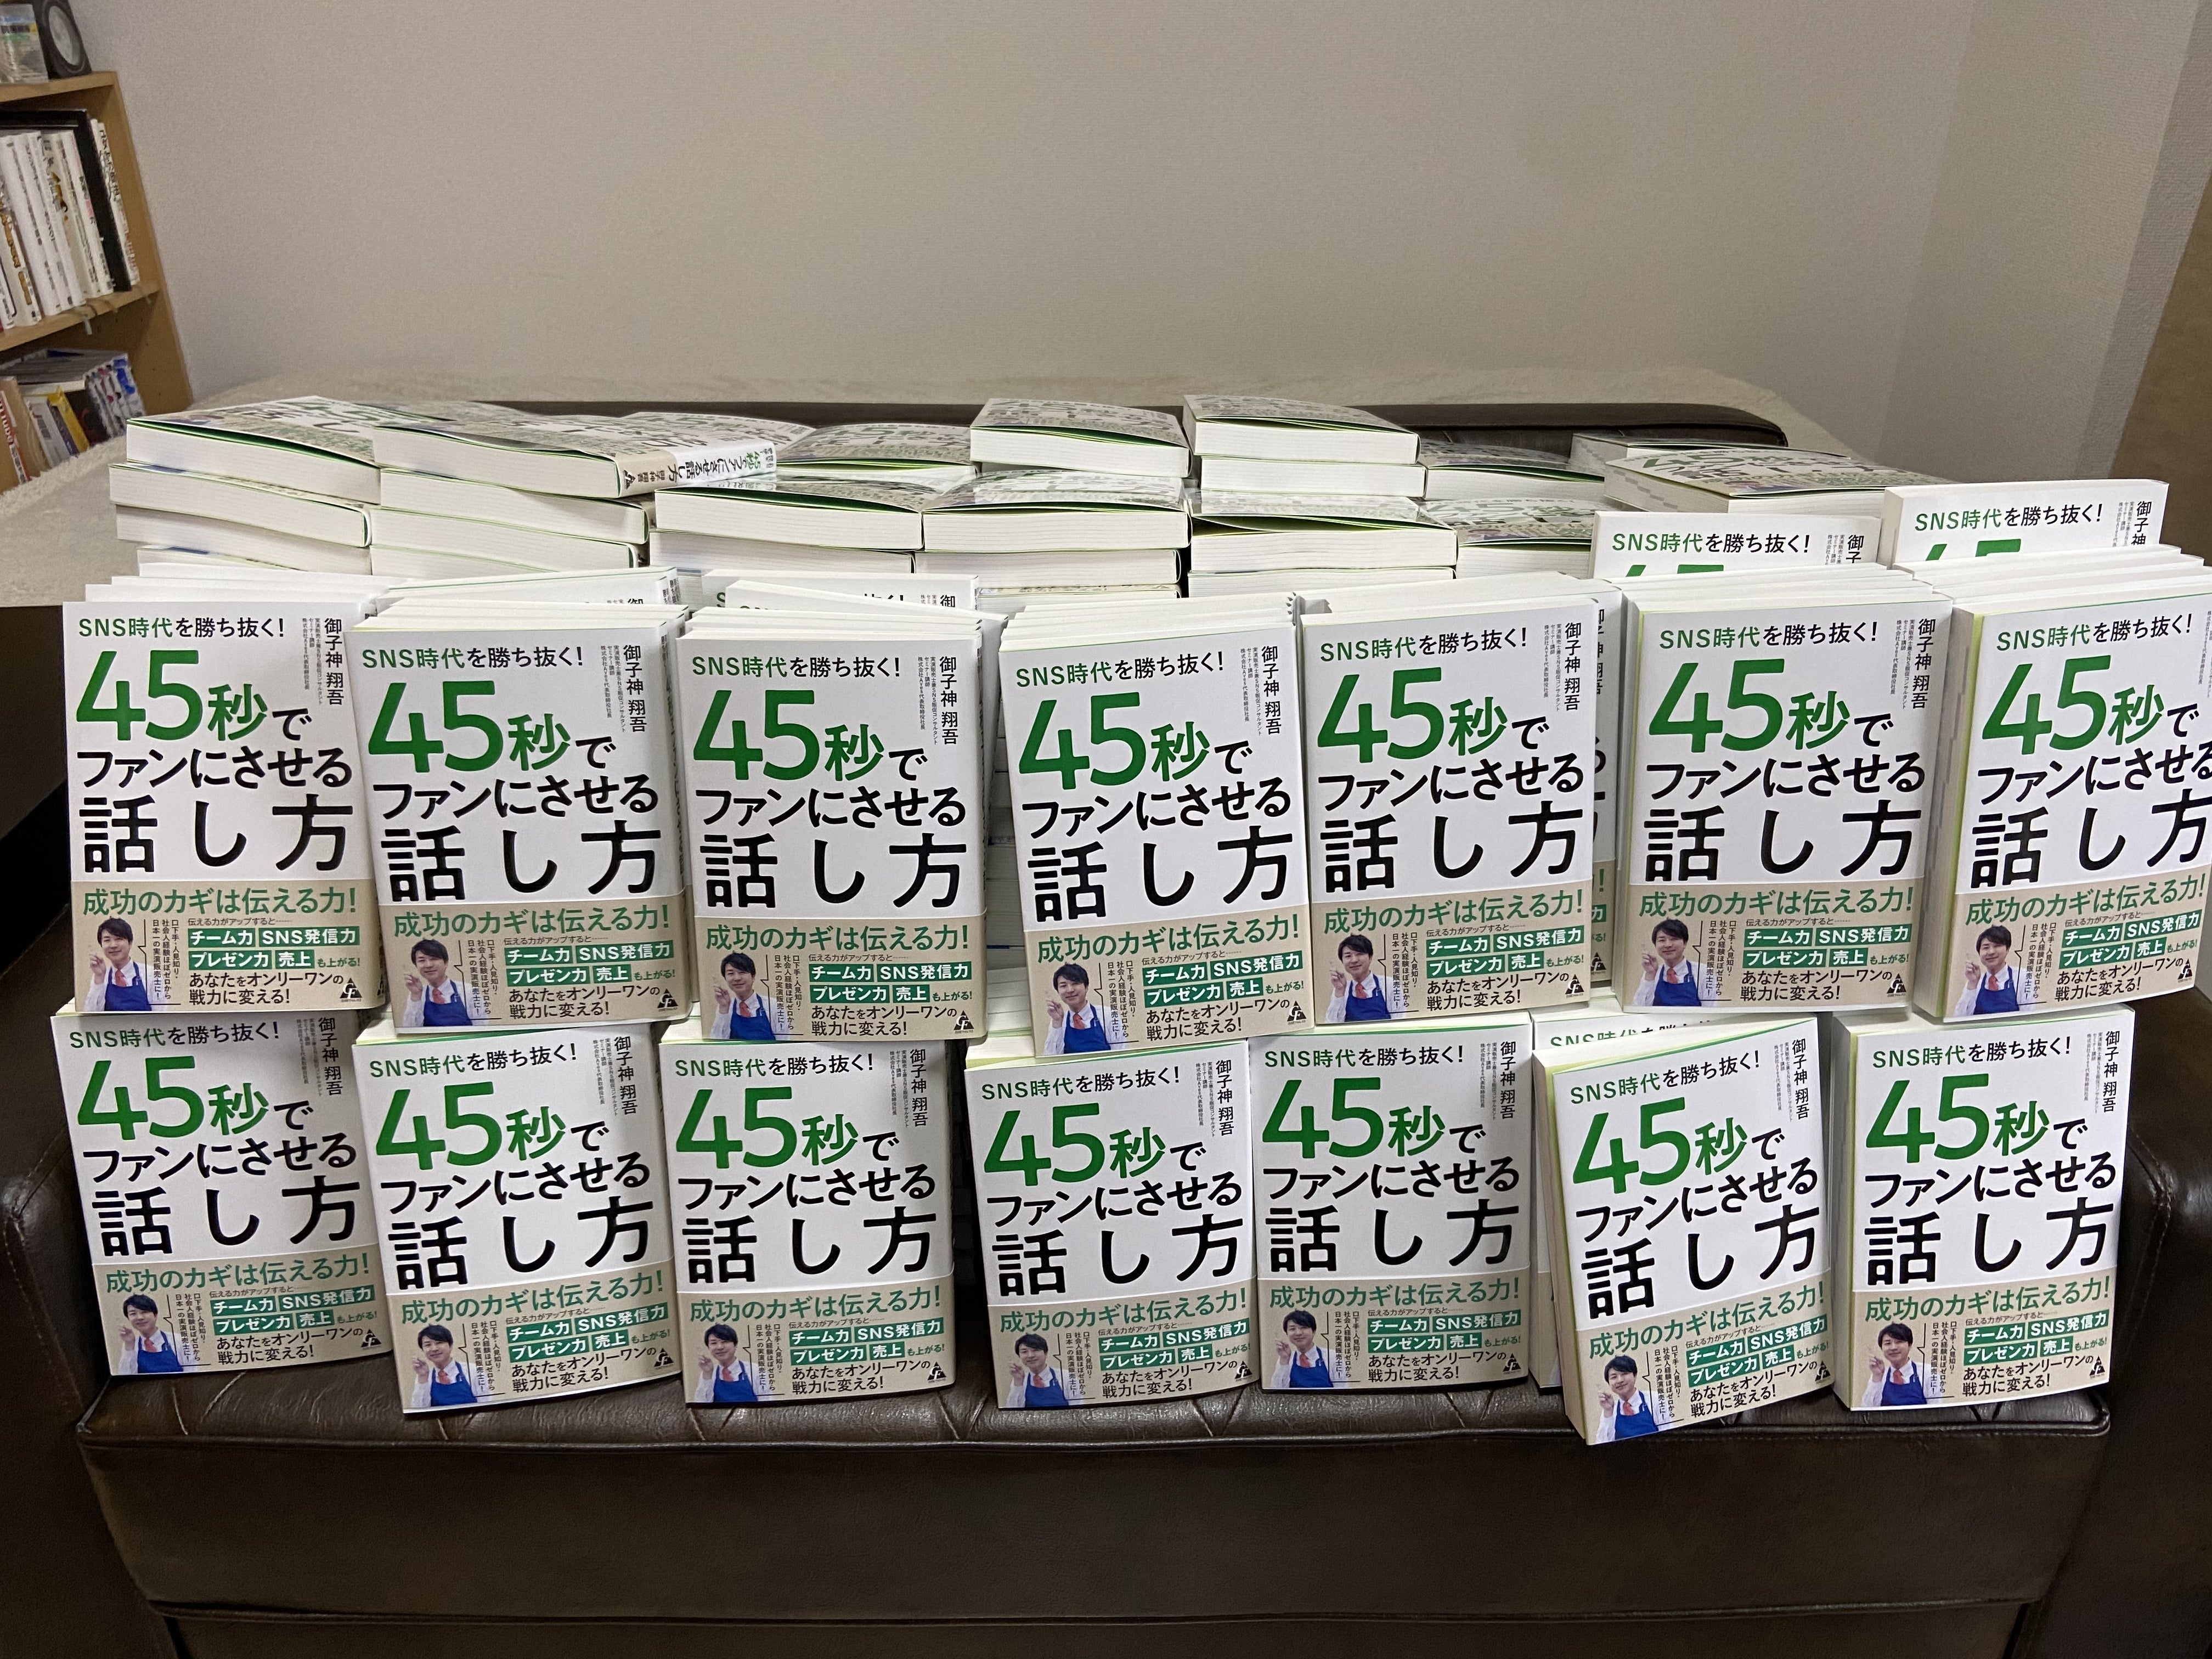 SNS時代を勝ち抜く!
45秒で
ファンにさせる
話し方
御子神 翔吾
成功のカギは伝える力!
伝える力がアップすると……
チーム力 SNS発信力
プレゼン力 売上 も上がる!
あなたをオンリーワンの
戦力に変える!
口下手・人見知り・
社会人経験ほぼゼロから
日本一の実演販売士に!